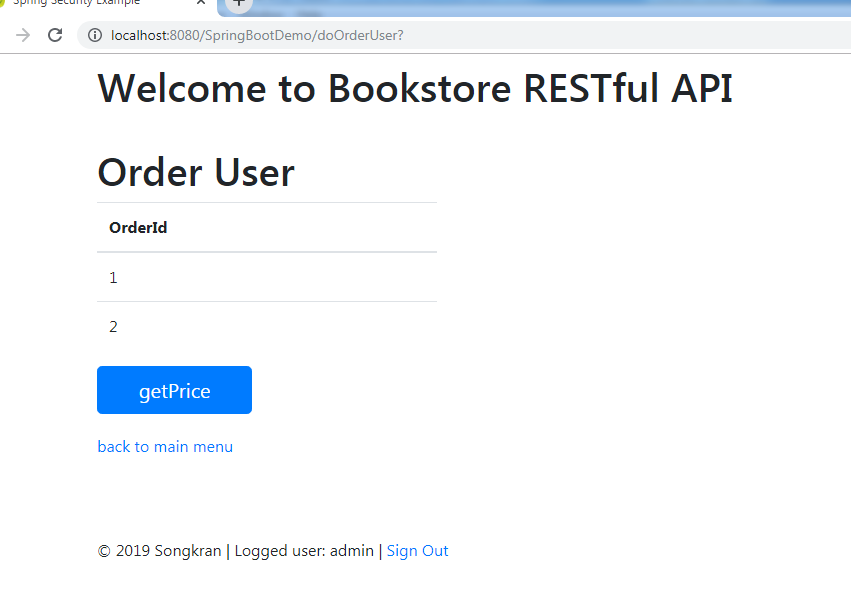 Spring Security Example
localhost:8080/SpringBootDemo/doOrderUser?
Welcome to Bookstore RESTful API
Order User
OrderId
1
2
getPrice
back to main menu
© 2019 Songkran | Logged user: admin | Sign Out